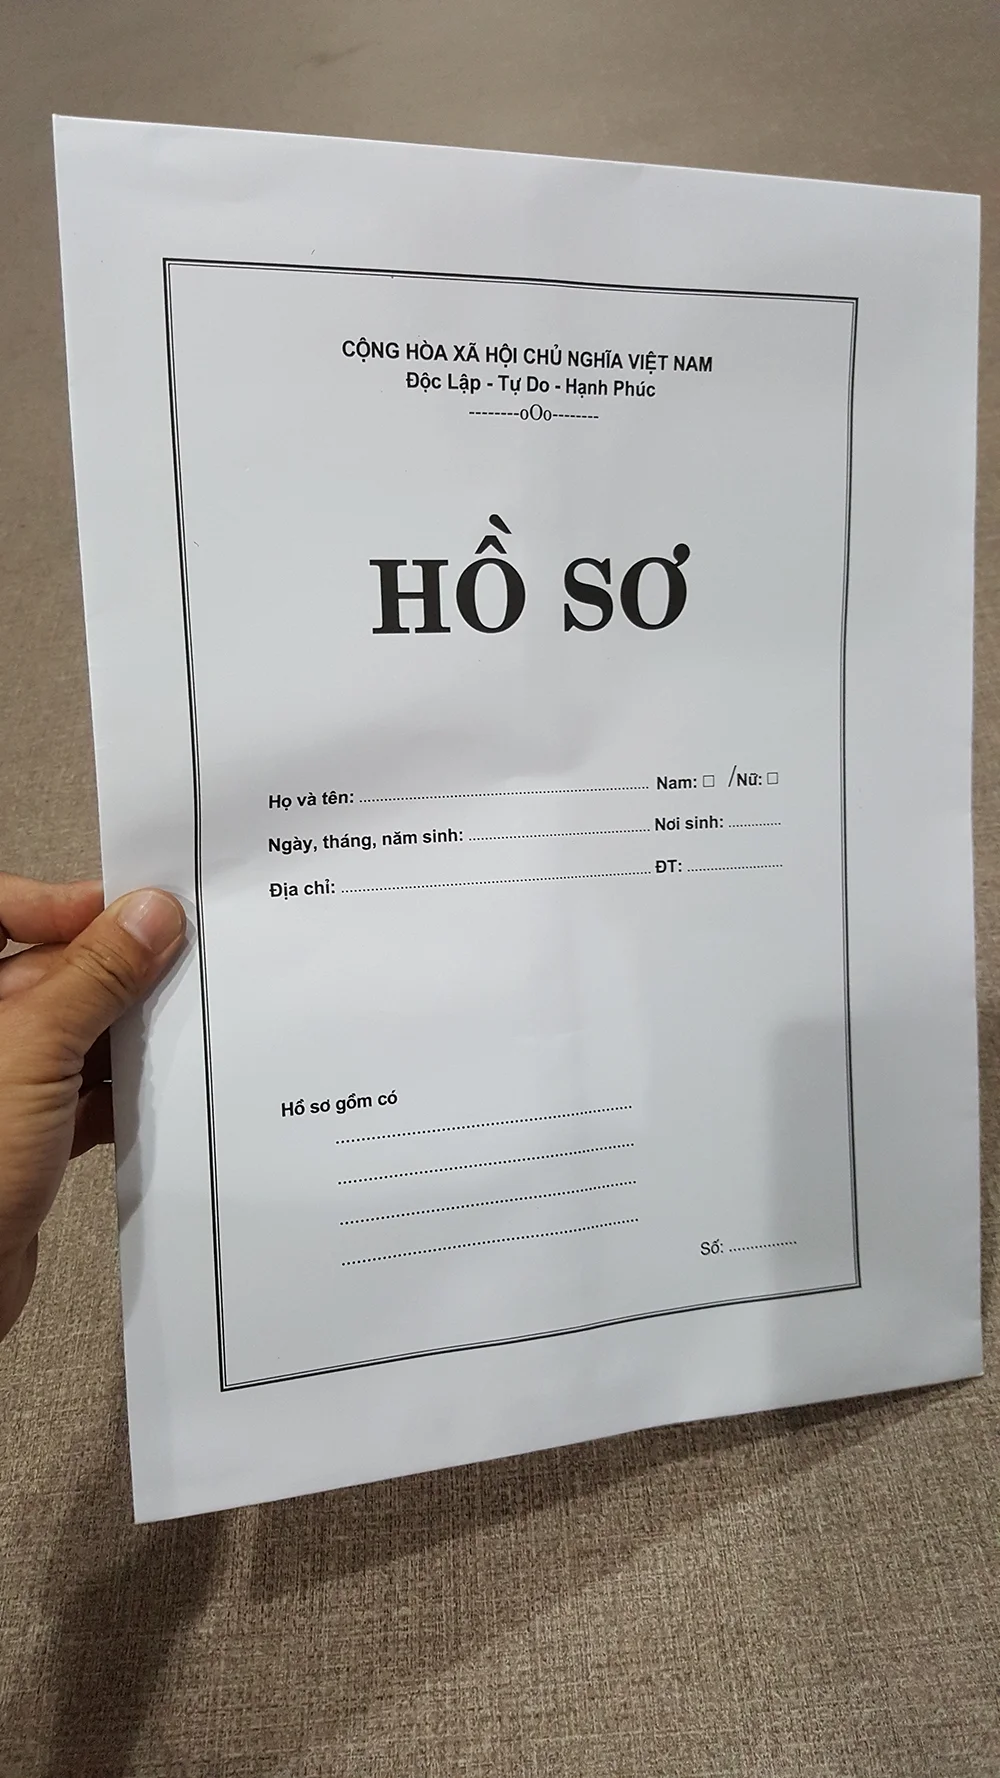 CỘNG HÒA XÃ HỘI CHỦ NGHĨA VIỆT NAM
Độc Lập - Tự Do - Hạnh Phúc
--------oOo--------
HỒ SƠ
Họ và tên: ........................................ Nam: □ /Nữ: □
Ngày, tháng, năm sinh: ........................................ Nơi sinh: .............
Địa chỉ: ........................................ ĐT: ......................
Hồ sơ gồm có
........................................
........................................
........................................
........................................
Số: ...............